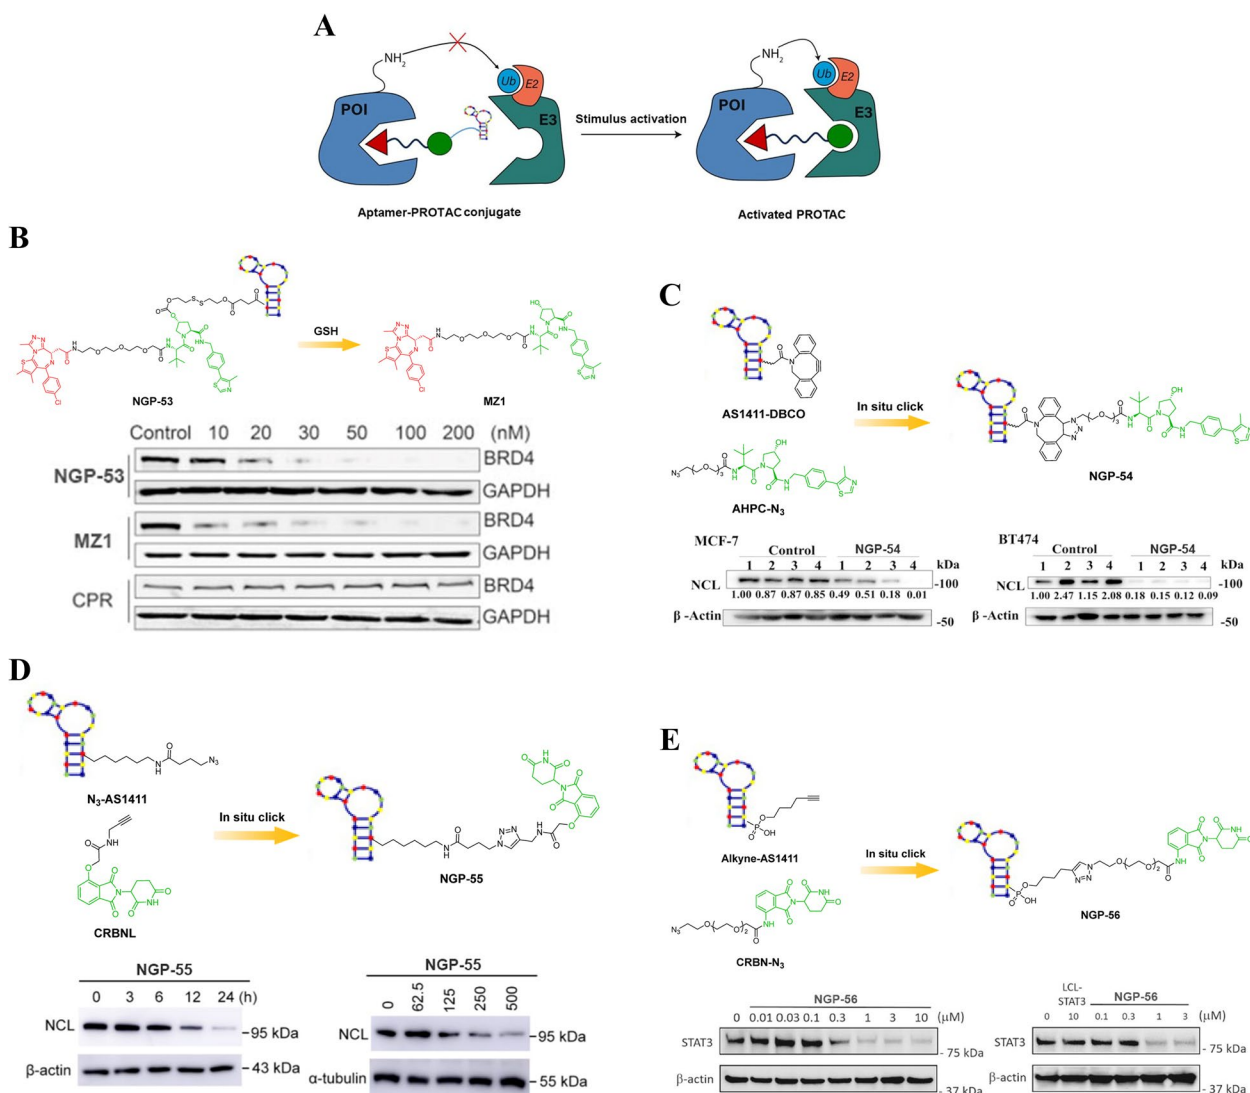 A
NH2
Ub
E2
POI
E3
Stimulus activation
NH2
Ub
E2
POI
E3
Aptamer-PROTAC conjugate
Activated PROTAC
B
GSH
NGP-53
MZ1
Control 10 20 30 50 100 200 (nM)
NGP-53
BRD4
GAPDH
MZ1
BRD4
GAPDH
CPR
BRD4
GAPDH
C
AS1411-DBCO
In situ click
AHPC-N3
NGP-54
MCF-7
Control NGP-54
1 2 3 4 1 2 3 4 kDa
NCL -100
1.00 0.87 0.87 0.85 0.49 0.51 0.18 0.01
β -Actin -50
BT474
Control NGP-54
1 2 3 4 1 2 3 4 kDa
NCL -100
1.00 2.47 1.15 2.08 0.18 0.15 0.12 0.09
β -Actin -50
D
N3-AS1411
In situ click
CRBNL
NGP-55
NGP-55
0 3 6 12 24 (h)
NCL - 95 kDa
β-actin - 43 kDa
NGP-55
0 62.5 125 250 500
NCL - 95 kDa
α-tubulin - 55 kDa
E
Alkyne-AS1411
In situ click
CRBN-N3
NGP-56
NGP-56
0 0.01 0.03 0.1 0.3 1 3 10 (μM)
STAT3 - 75 kDa
β-actin - 37 kDa
LCL-
STAT3 NGP-56
0 10 0.1 0.3 1 3 (μM)
STAT3 - 75 kDa
β-actin - 37 kDa